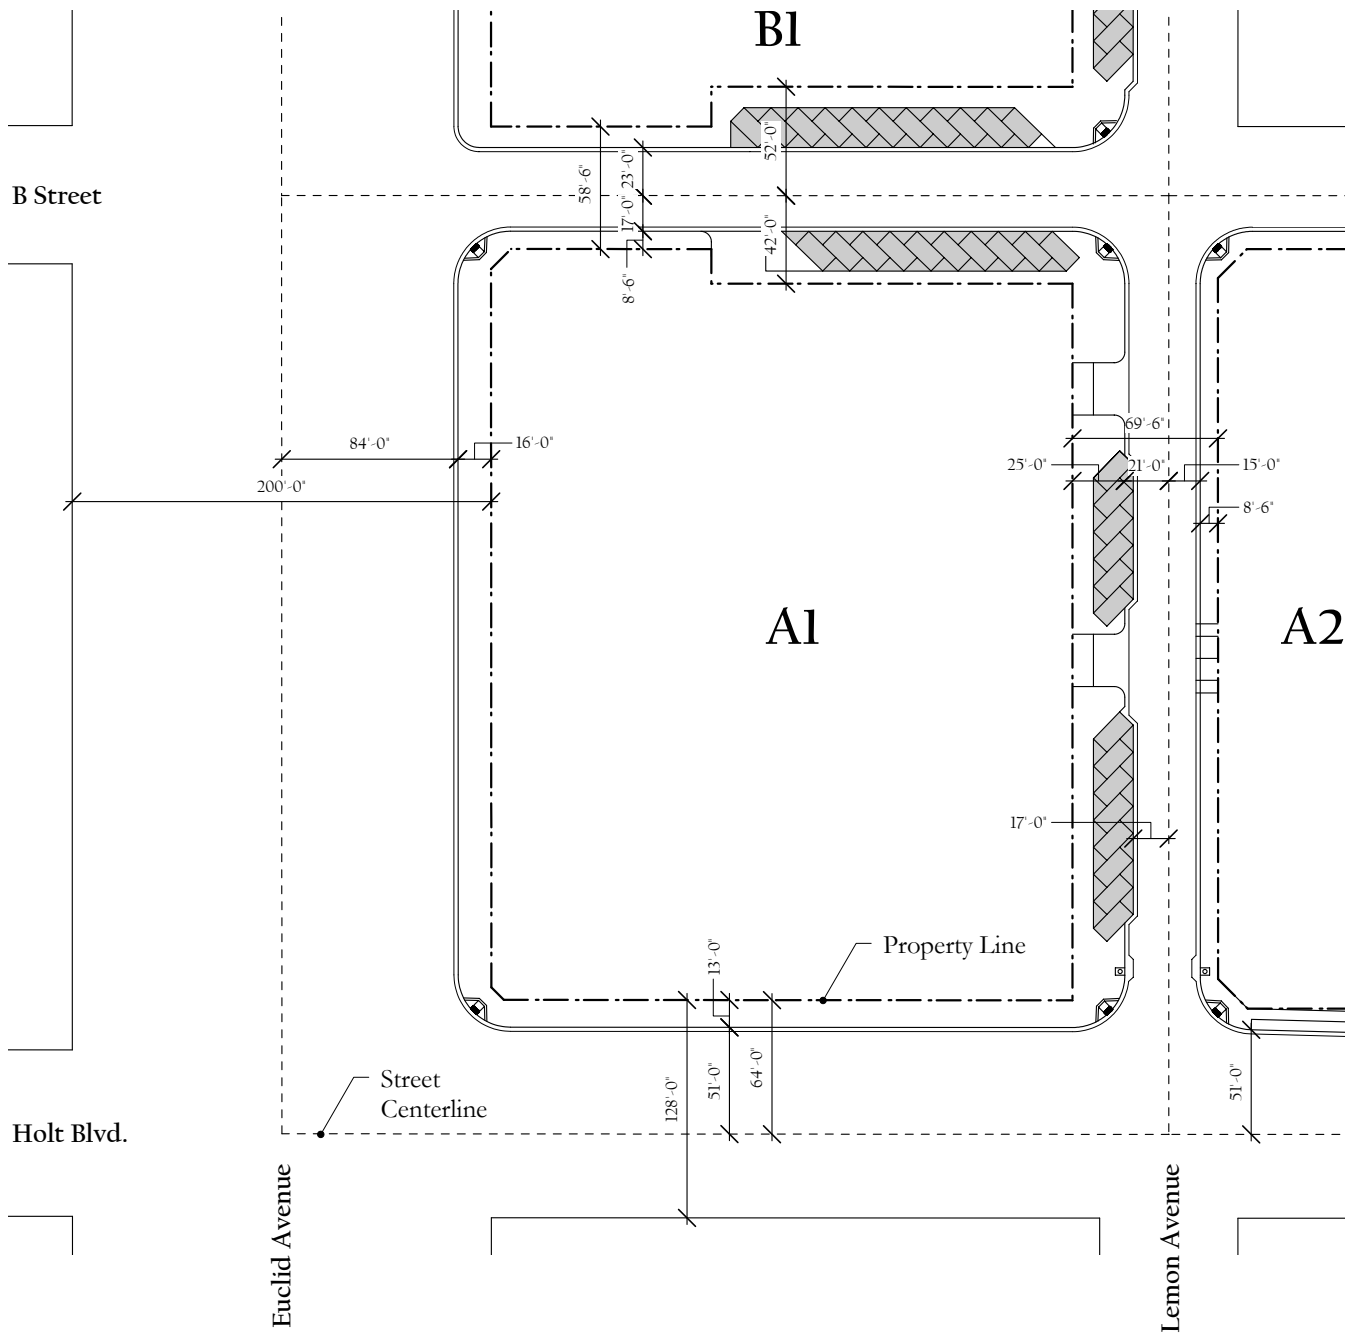 B1
B Street
58'-6"
23'-0"
17'-0"
8'-6"
52'-0"
42'-0"
84'-0"
16'-0"
200'-0"
69'-6"
25'-0"
21'-0"
15'-0"
8'-6"
A1
A2
17'-0"
Property Line
13'-0"
51'-0"
64'-0"
128'-0"
51'-0"
Street
Centerline
Holt Blvd.
Euclid Avenue
Lemon Avenue